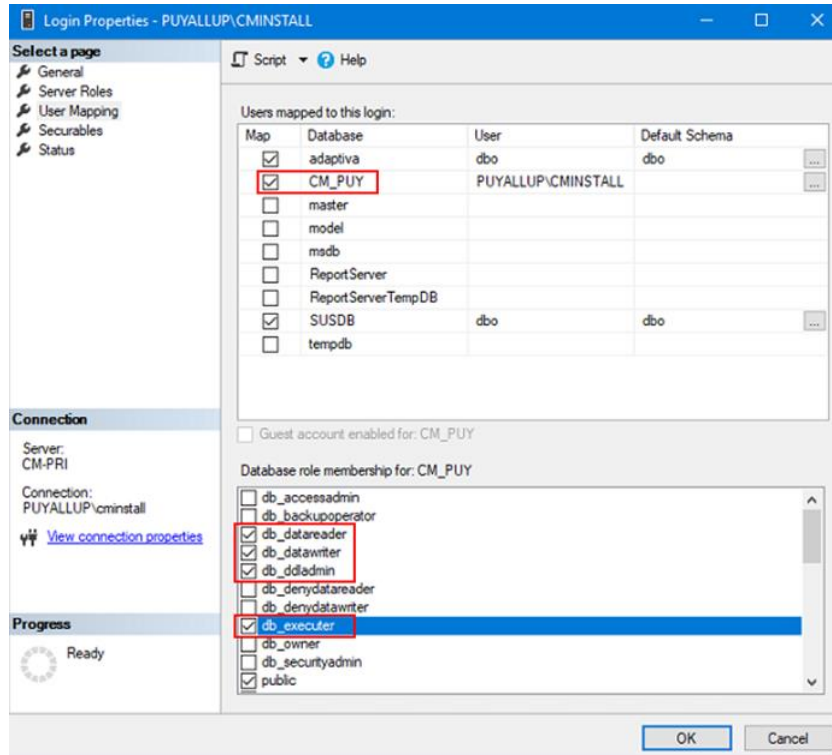 Login Properties - PUYALLUP\CMINSTALL
Select a page
General
Server Roles
User Mapping
Securables
Status
Script Help
Users mapped to this login:
Map Database User Default Schema
adaptiva dbo dbo ...
CM_PUY PUYALLUP\CMINSTALL ...
master
model
msdb
ReportServer
ReportServerTempDB
SUSDB dbo dbo ...
tempdb
Guest account enabled for: CM_PUY
Database role membership for: CM_PUY
db_accessadmin
db_backupoperator
db_datareader
db_datawriter
db_ddladmin
db_denydatareader
db_denydatawriter
db_executer
db_owner
db_securityadmin
public
Connection
Server:
CM-PRI
Connection:
PUYALLUP\cminstall
View connection properties
Progress
Ready
OK Cancel